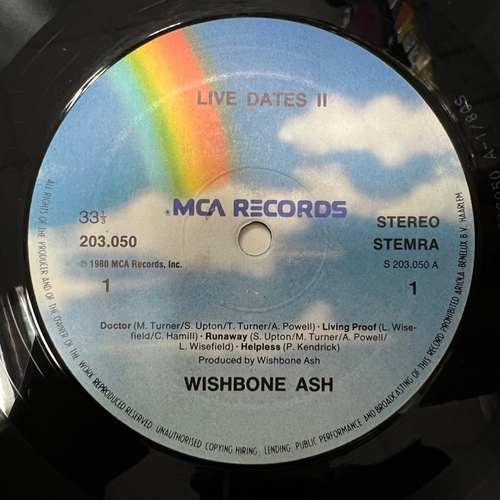 LIVE DATES II
MCA RECORDS
33⅓
STEREO
203.050
STEMRA
© 1980 MCA Records, Inc.
S 203.050 A
1
1
Doctor (M. Turner/S. Upton/T. Turner/A. Powell) · Living Proof (L. Wise-
field/C. Hamill) · Runaway (S. Upton/M. Turner/A. Powell/
L. Wisefield) · Helpless (P. Kendrick)
Produced by Wishbone Ash
WISHBONE ASH
ALL RIGHTS OF THE PRODUCER AND OF THE OWNER OF THE WORK REPRODUCED RESERVED. UNAUTHORISED COPYING, HIRING, LENDING, PUBLIC PERFORMANCE AND BROADCASTING OF THIS RECORD PROHIBITED ARIOLA-BENELUX B.V. HAARLEM